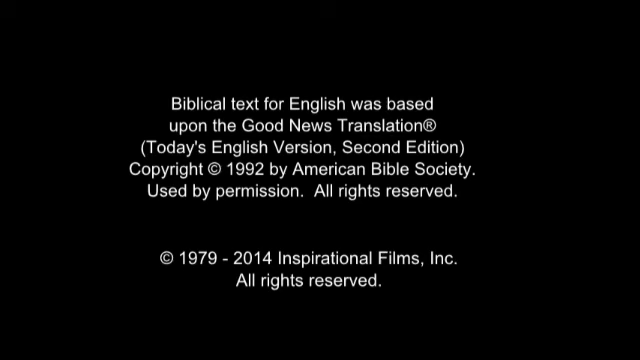 Biblical text for English was based
upon the Good News Translation®
(Today's English Version, Second Edition)
Copyright © 1992 by American Bible Society.
Used by permission.  All rights reserved.
© 1979 - 2014 Inspirational Films, Inc.
All rights reserved.